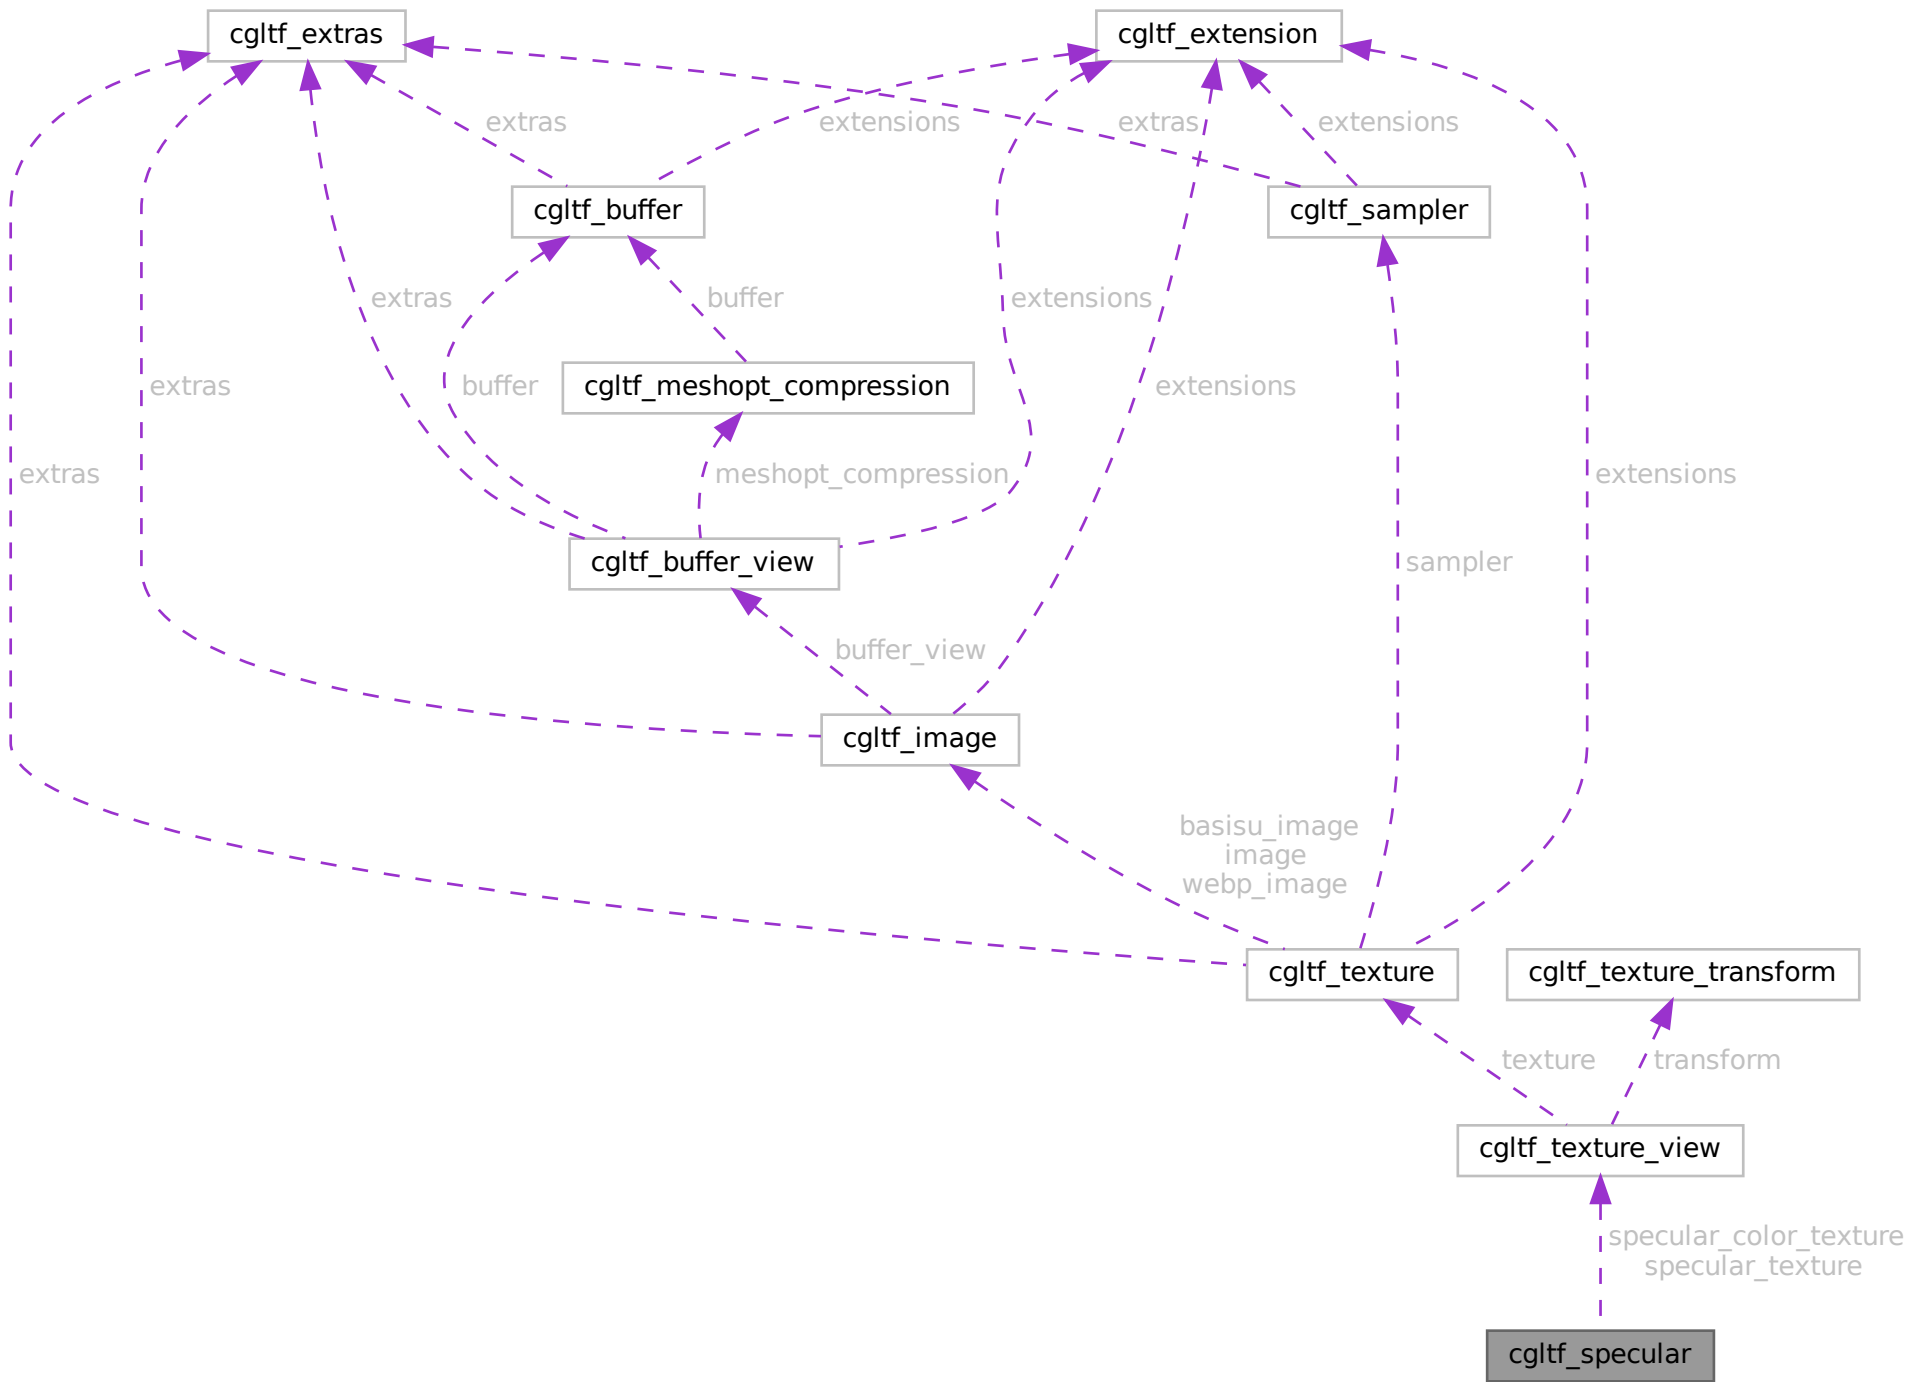 cgltf_extras
cgltf_extension
extras
extensions
extras
extensions
cgltf_buffer
cgltf_sampler
extras
buffer
extensions
extras
buffer
cgltf_meshopt_compression
extensions
extras
meshopt_compression
extensions
cgltf_buffer_view
sampler
buffer_view
cgltf_image
basisu_image
image
webp_image
cgltf_texture
cgltf_texture_transform
texture
transform
cgltf_texture_view
specular_color_texture
specular_texture
cgltf_specular